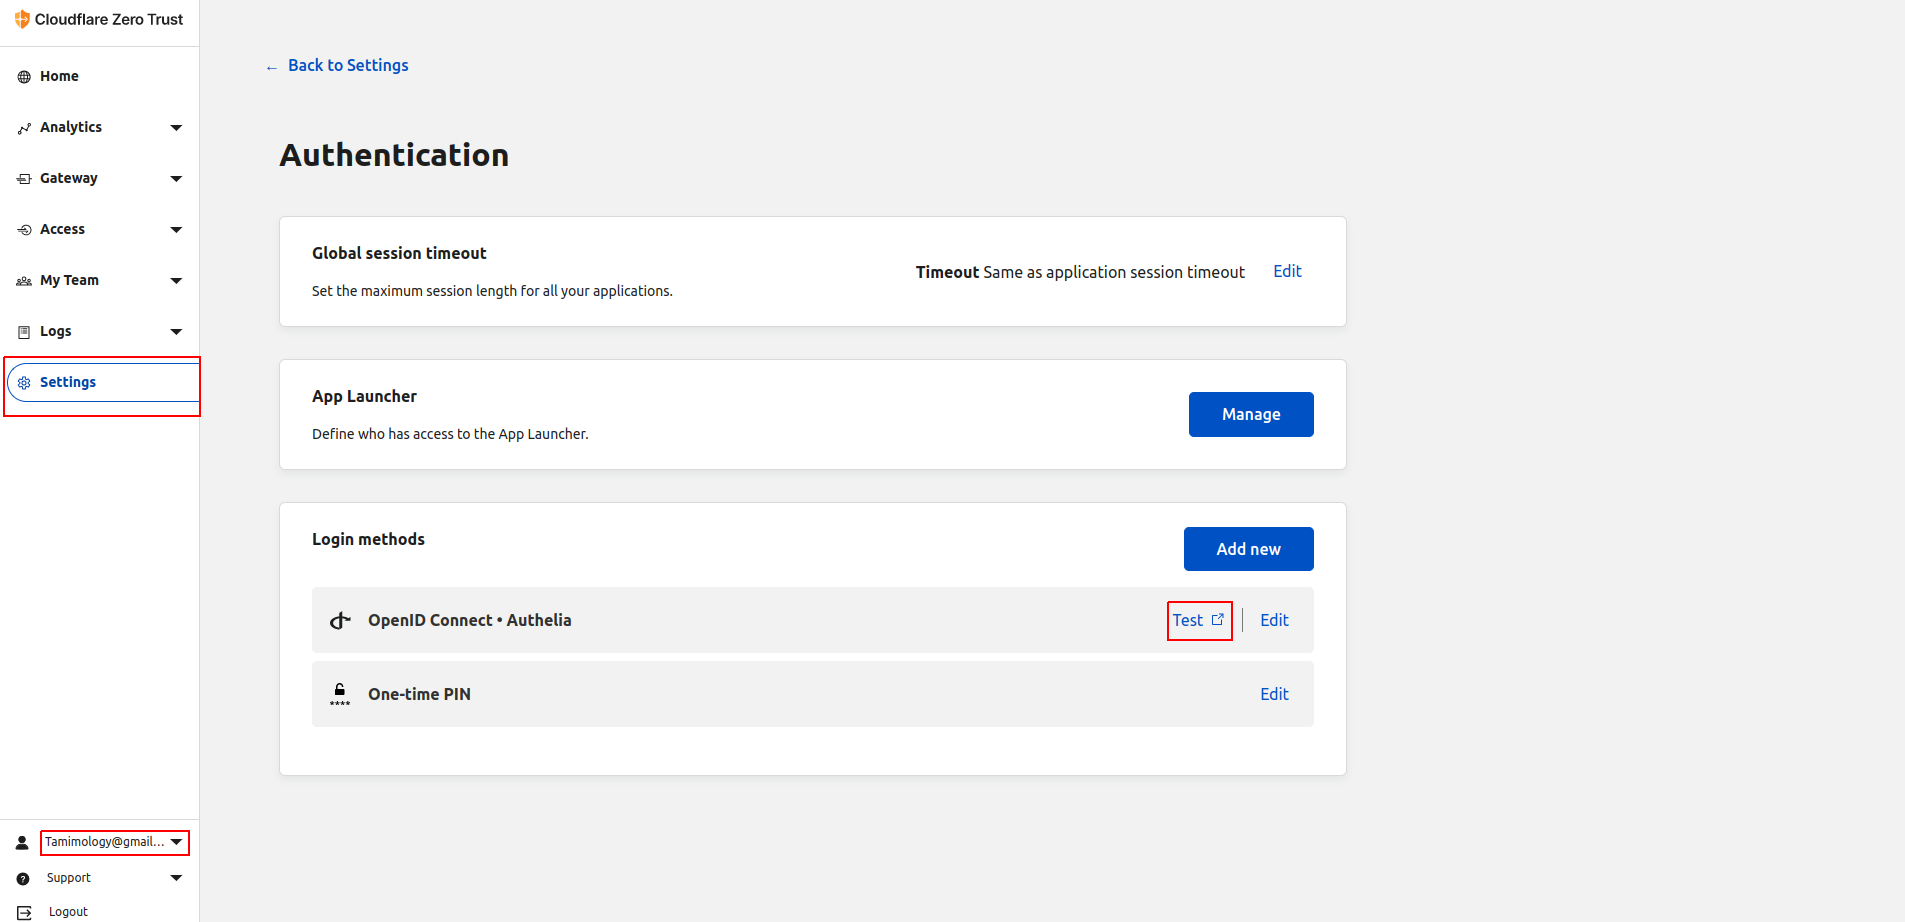 Cloudflare Zero Trust
Home
Analytics
Gateway
Access
My Team
Logs
Settings
Tamimology@gmail...
Support
Logout
← Back to Settings
Authentication
Global session timeout
Set the maximum session length for all your applications.
Timeout Same as application session timeout Edit
App Launcher
Define who has access to the App Launcher.
Manage
Login methods
Add new
OpenID Connect • Authelia Test Edit
One-time PIN Edit